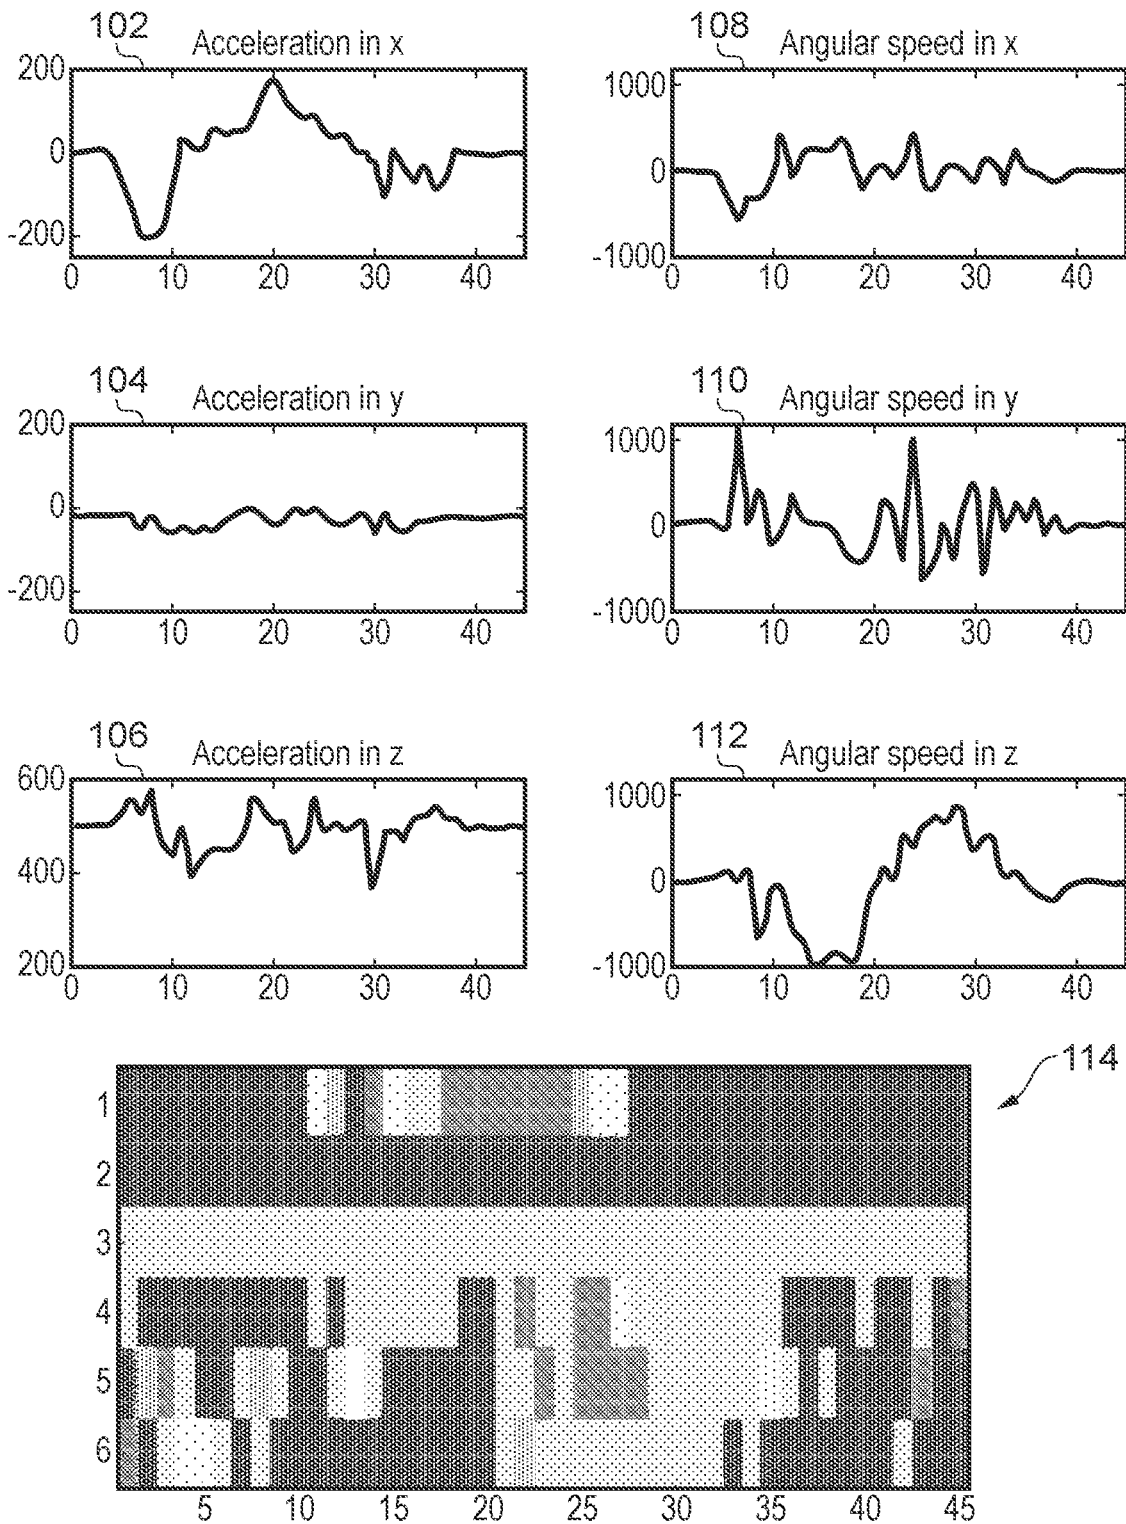 102 Acceleration in x
200
0
-200
0 10 20 30 40
108 Angular speed in x
1000
0
-1000
0 10 20 30 40
104 Acceleration in y
200
0
-200
0 10 20 30 40
110 Angular speed in y
1000
0
-1000
0 10 20 30 40
106 Acceleration in z
600
400
200
0 10 20 30 40
112 Angular speed in z
1000
0
-1000
0 10 20 30 40
114
1
2
3
4
5
6
5 10 15 20 25 30 35 40 45